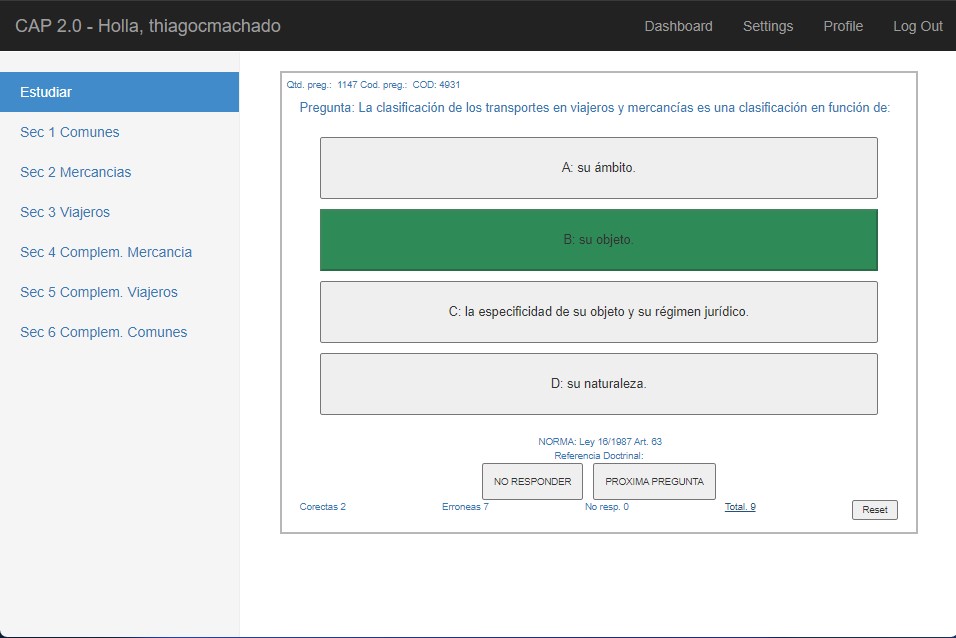 CAP 2.0 - Holla, thiagocmachado
Dashboard Settings Profile Log Out
Estudiar
Sec 1 Comunes
Sec 2 Mercancias
Sec 3 Viajeros
Sec 4 Complem. Mercancia
Sec 5 Complem. Viajeros
Sec 6 Complem. Comunes
Qtd. preg.: 1147 Cod. preg.: COD: 4931
Pregunta: La clasificación de los transportes en viajeros y mercancías es una clasificación en función de:
A: su ámbito.
B: su objeto.
C: la especificidad de su objeto y su régimen jurídico.
D: su naturaleza.
NORMA: Ley 16/1987 Art. 63
Referencia Doctrinal:
NO RESPONDER PROXIMA PREGUNTA
Corectas 2 Erroneas 7 No resp. 0 Total. 9 Reset